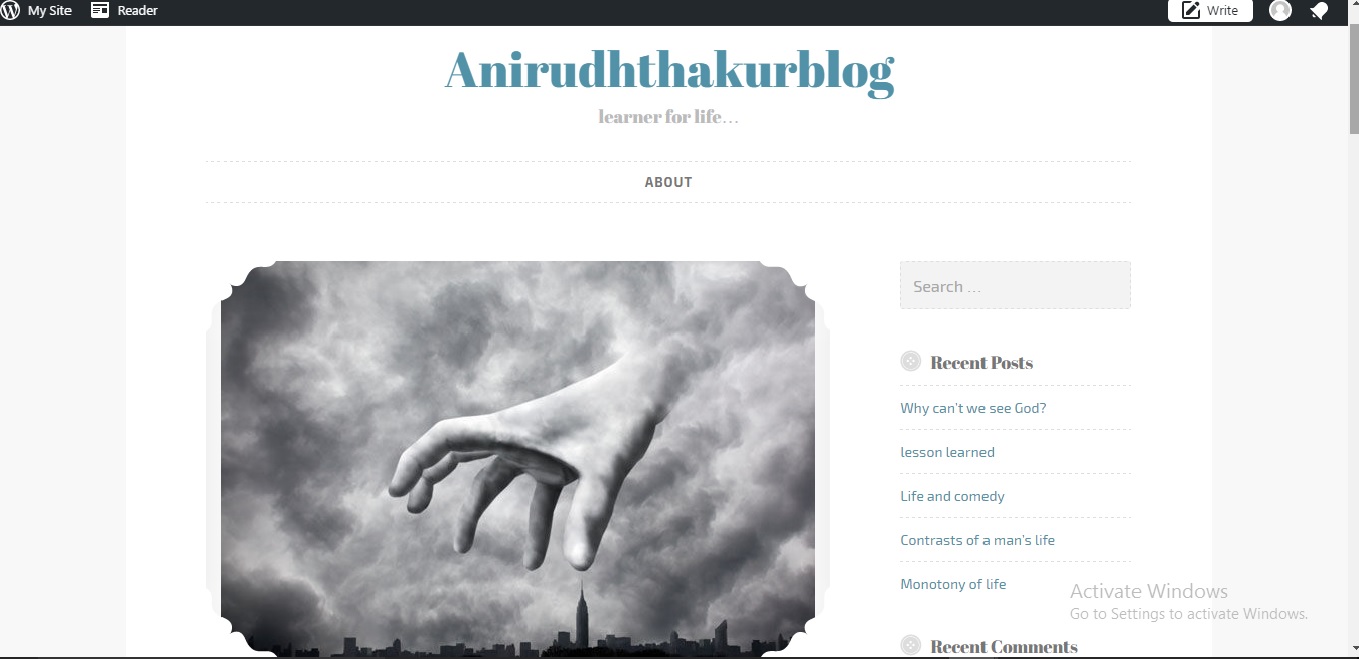 My Site Reader Write
Anirudhthakurblog
learner for life...
ABOUT
Search ...
Recent Posts
Why can't we see God?
lesson learned
Life and comedy
Contrasts of a man's life
Monotony of life
Activate Windows
Go to Settings to activate Windows.
Recent Comments